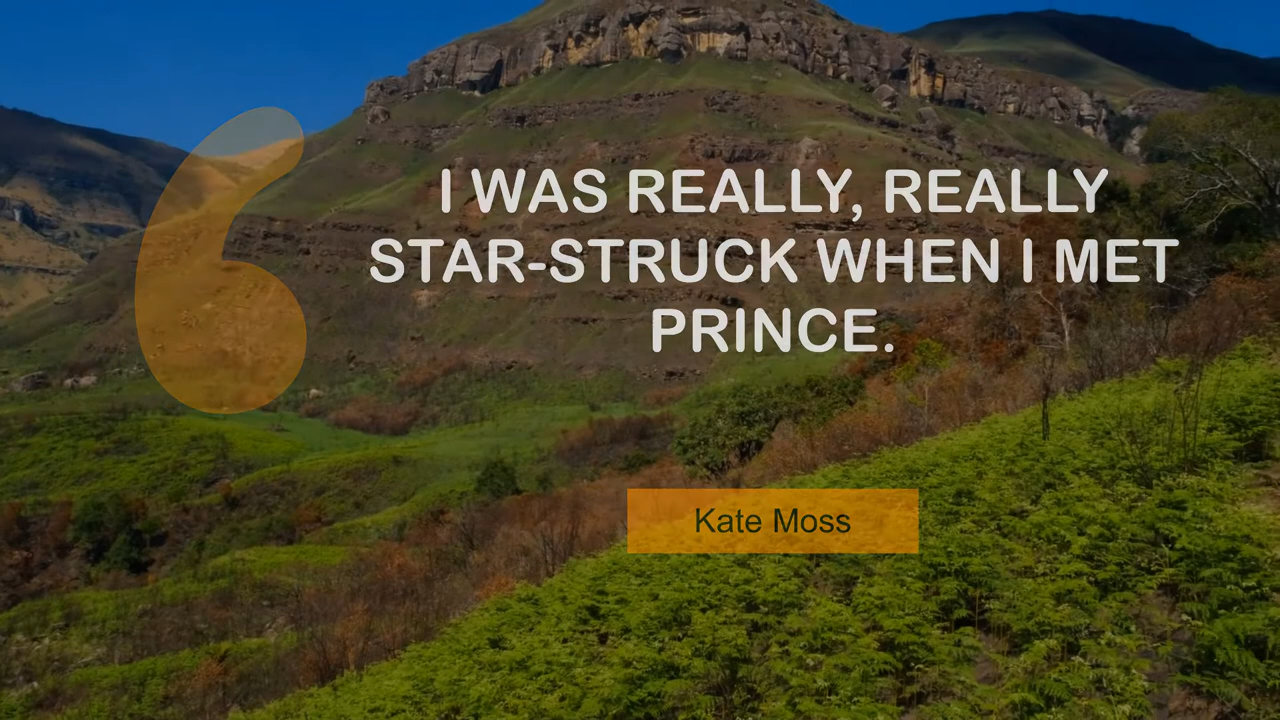 I WAS REALLY, REALLY
STAR-STRUCK WHEN I MET
PRINCE.
Kate Moss